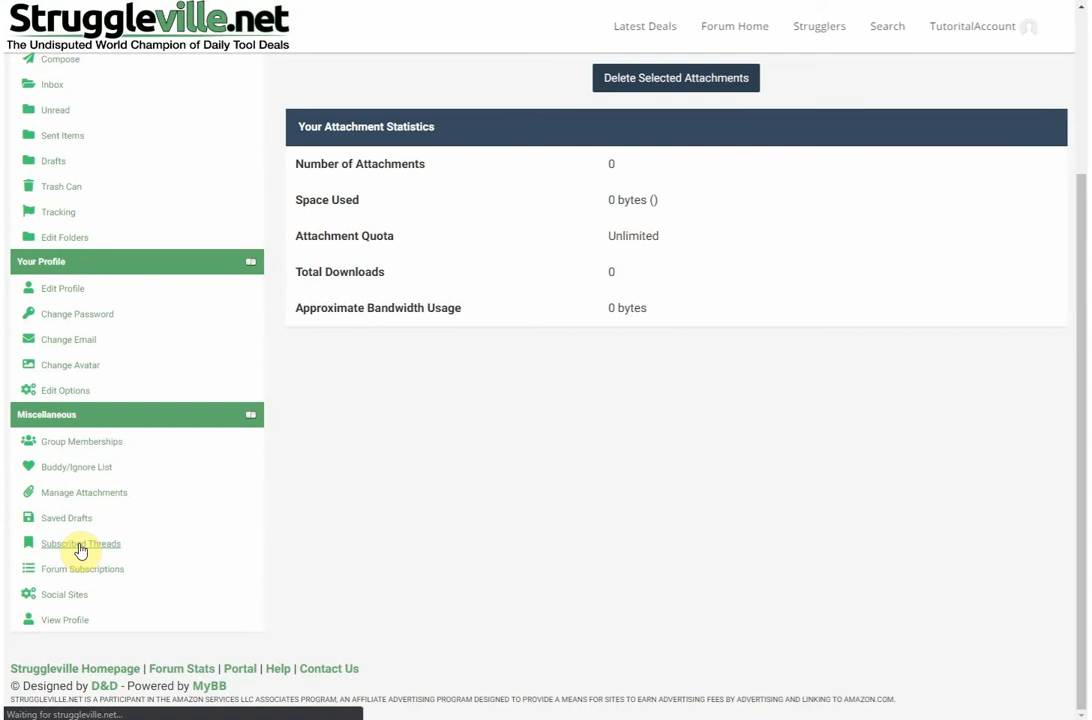 Struggleville.net
The Undisputed World Champion of Daily Tool Deals
Latest Deals
Forum Home
Strugglers
Search
TutoritalAccount
Compose
Inbox
Unread
Sent Items
Drafts
Trash Can
Tracking
Edit Folders
Your Profile
Edit Profile
Change Password
Change Email
Change Avatar
Edit Options
Miscellaneous
Group Memberships
Buddy/Ignore List
Manage Attachments
Saved Drafts
Subscribed Threads
Forum Subscriptions
Social Sites
View Profile
Delete Selected Attachments
Your Attachment Statistics
Number of Attachments 0
Space Used 0 bytes ()
Attachment Quota Unlimited
Total Downloads 0
Approximate Bandwidth Usage 0 bytes
Struggleville Homepage | Forum Stats | Portal | Help | Contact Us
© Designed by D&D - Powered by MyBB
STRUGGLEVILLE.NET IS A PARTICIPANT IN THE AMAZON SERVICES LLC ASSOCIATES PROGRAM, AN AFFILIATE ADVERTISING PROGRAM DESIGNED TO PROVIDE A MEANS FOR SITES TO EARN ADVERTISING FEES BY ADVERTISING AND LINKING TO AMAZON.COM.
Waiting for struggleville.net...